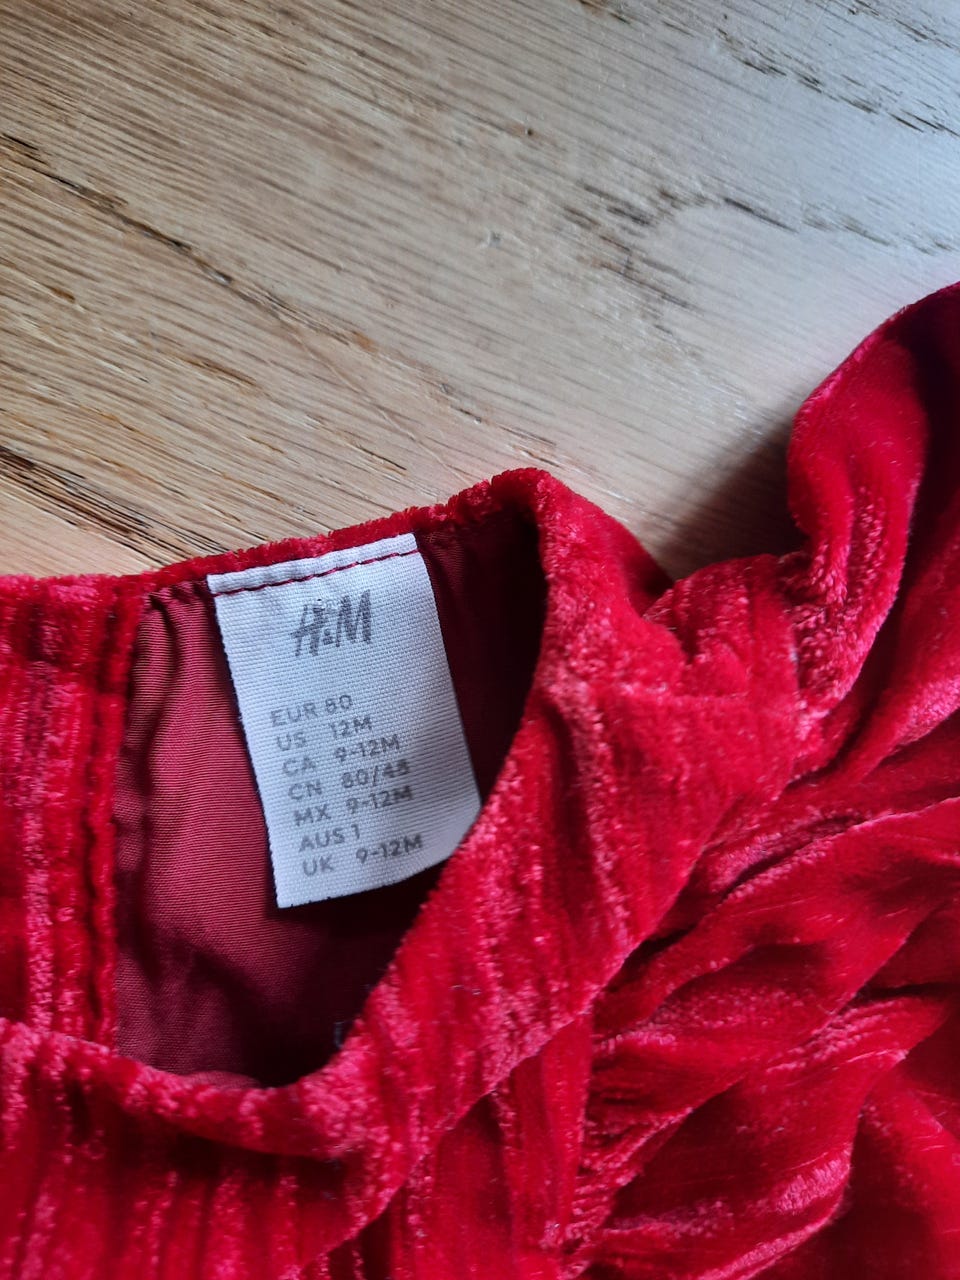 H&M
EUR 80
US 12M
CA 9-12M
CN 80/48
MX 9-12M
AUS 1
UK 9-12M